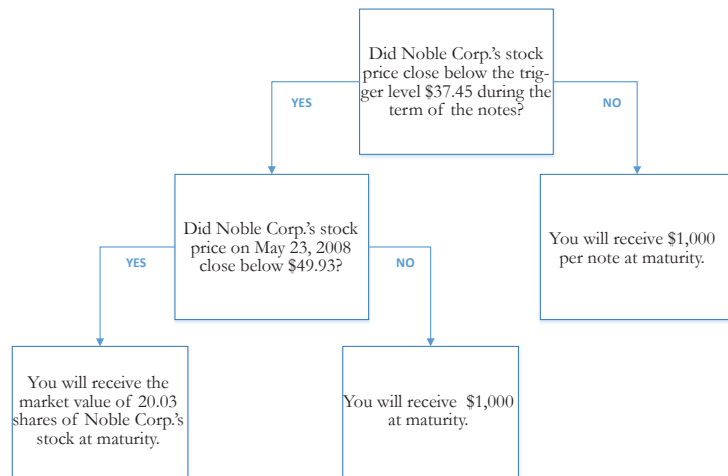 Did Noble Corp.'s stock
price close below the trig-
ger level $37.45 during the
term of the notes?
YES
NO
Did Noble Corp.'s stock
price on May 23, 2008
close below $49.93?
You will receive $1,000
per note at maturity.
YES
NO
You will receive the
market value of 20.03
shares of Noble Corp.'s
stock at maturity.
You will receive $1,000
at maturity.